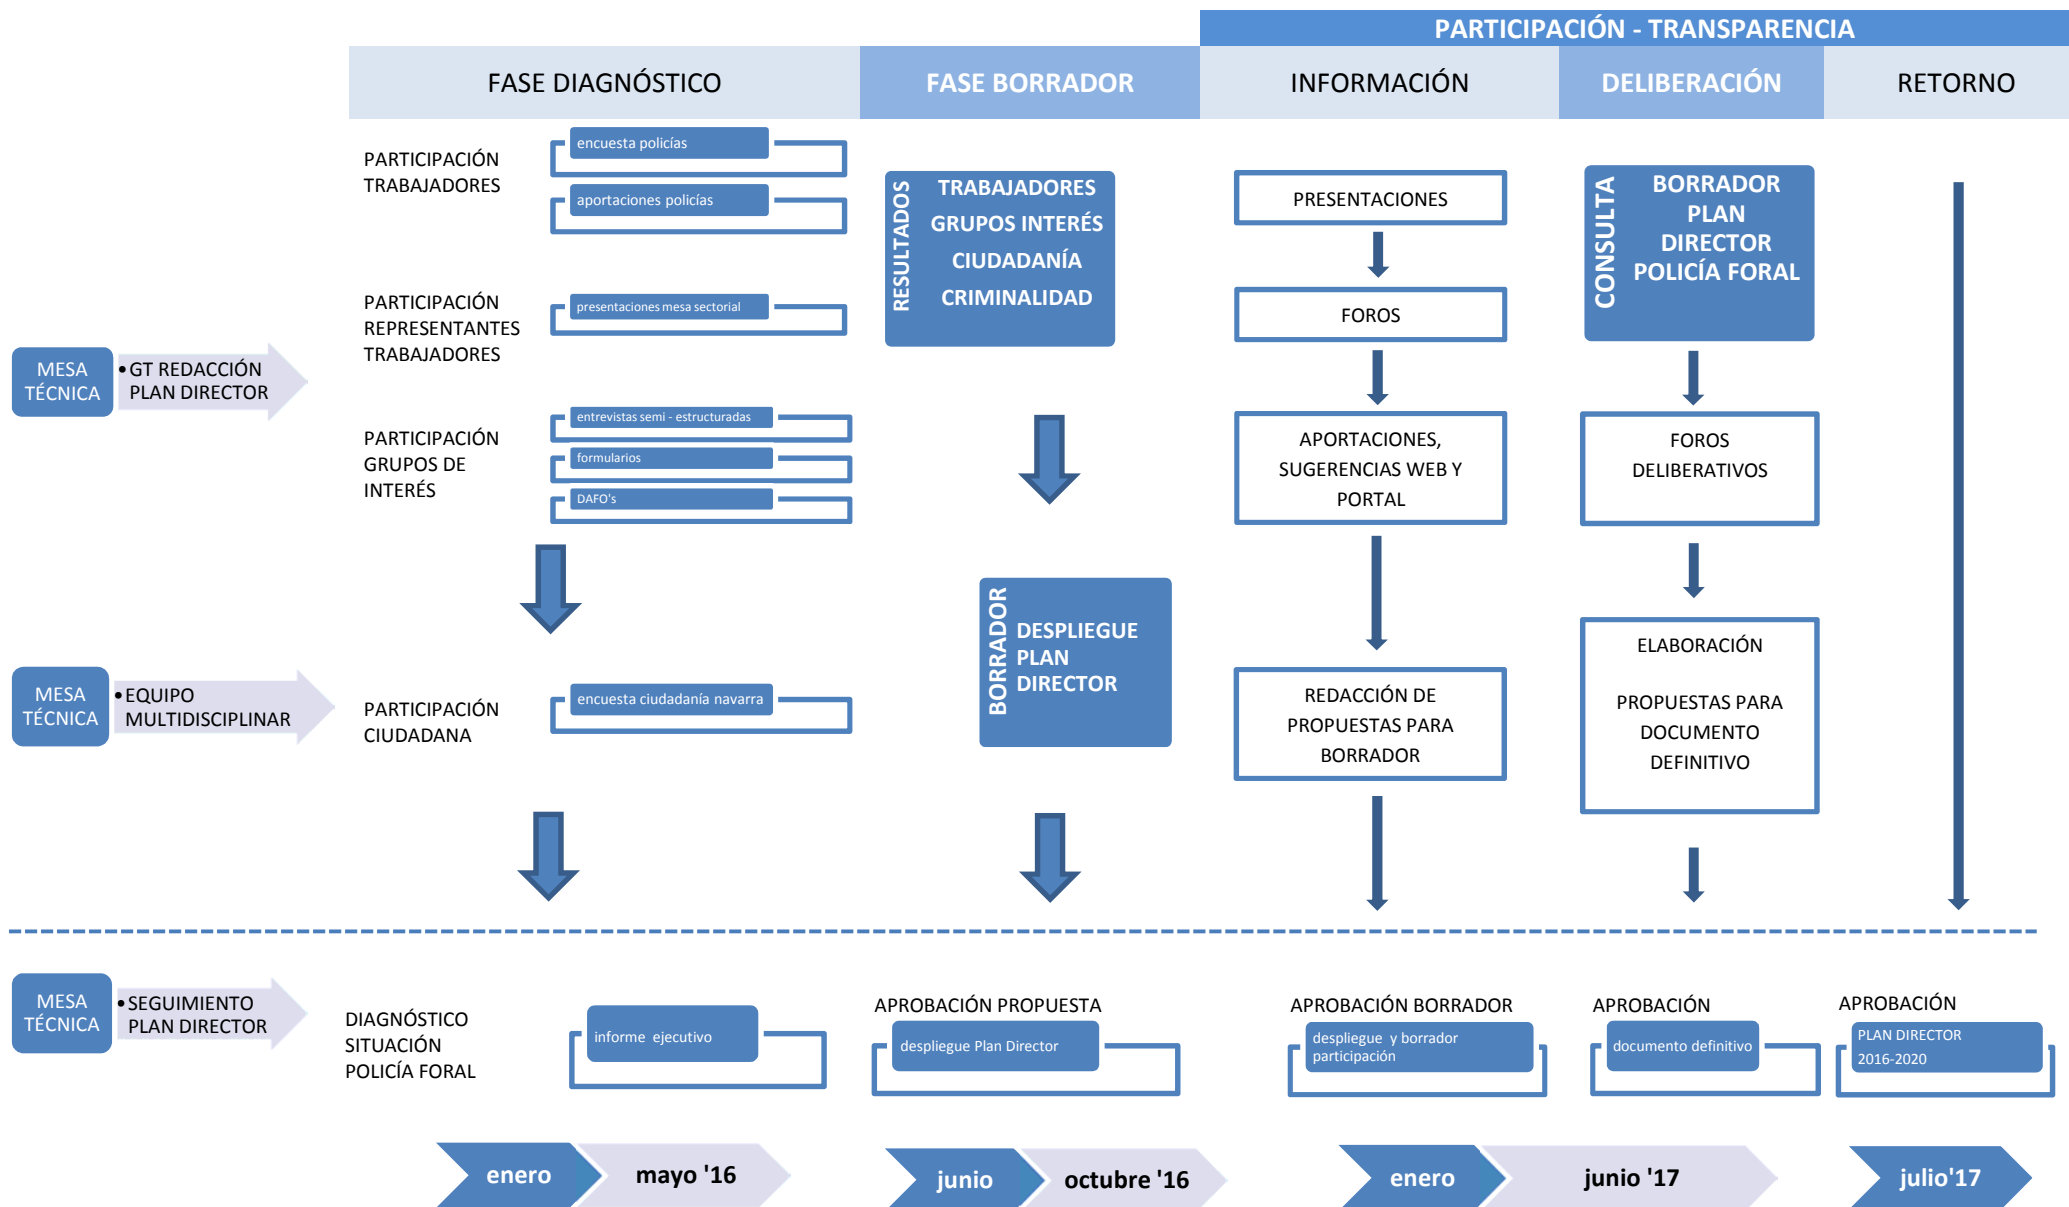 PARTICIPACIÓN - TRANSPARENCIA
FASE DIAGNÓSTICO
FASE BORRADOR
INFORMACIÓN
DELIBERACIÓN
RETORNO
MESA
TÉCNICA
•GT REDACCIÓN
PLAN DIRECTOR
MESA
TÉCNICA
•EQUIPO
MULTIDISCIPLINAR
PARTICIPACIÓN
TRABAJADORES
encuesta policías
aportaciones policías
PARTICIPACIÓN
REPRESENTANTES
TRABAJADORES
presentaciones mesa sectorial
PARTICIPACIÓN
GRUPOS DE
INTERÉS
entrevistas semi - estructuradas
formularios
DAFO's
PARTICIPACIÓN
CIUDADANA
encuesta ciudadanía navarra
RESULTADOS
TRABAJADORES
GRUPOS INTERÉS
CIUDADANÍA
CRIMINALIDAD
BORRADOR
DESPLIEGUE
PLAN
DIRECTOR
PRESENTACIONES
FOROS
APORTACIONES,
SUGERENCIAS WEB Y
PORTAL
REDACCIÓN DE
PROPUESTAS PARA
BORRADOR
CONSULTA
BORRADOR
PLAN
DIRECTOR
POLICÍA FORAL
FOROS
DELIBERATIVOS
ELABORACIÓN
PROPUESTAS PARA
DOCUMENTO
DEFINITIVO
MESA
TÉCNICA
•SEGUIMIENTO
PLAN DIRECTOR
DIAGNÓSTICO
SITUACIÓN
POLICÍA FORAL
informe ejecutivo
APROBACIÓN PROPUESTA
despliegue Plan Director
APROBACIÓN BORRADOR
despliegue y borrador
participación
APROBACIÓN
documento definitivo
APROBACIÓN
PLAN DIRECTOR
2016-2020
enero
mayo '16
junio
octubre '16
enero
junio '17
julio'17